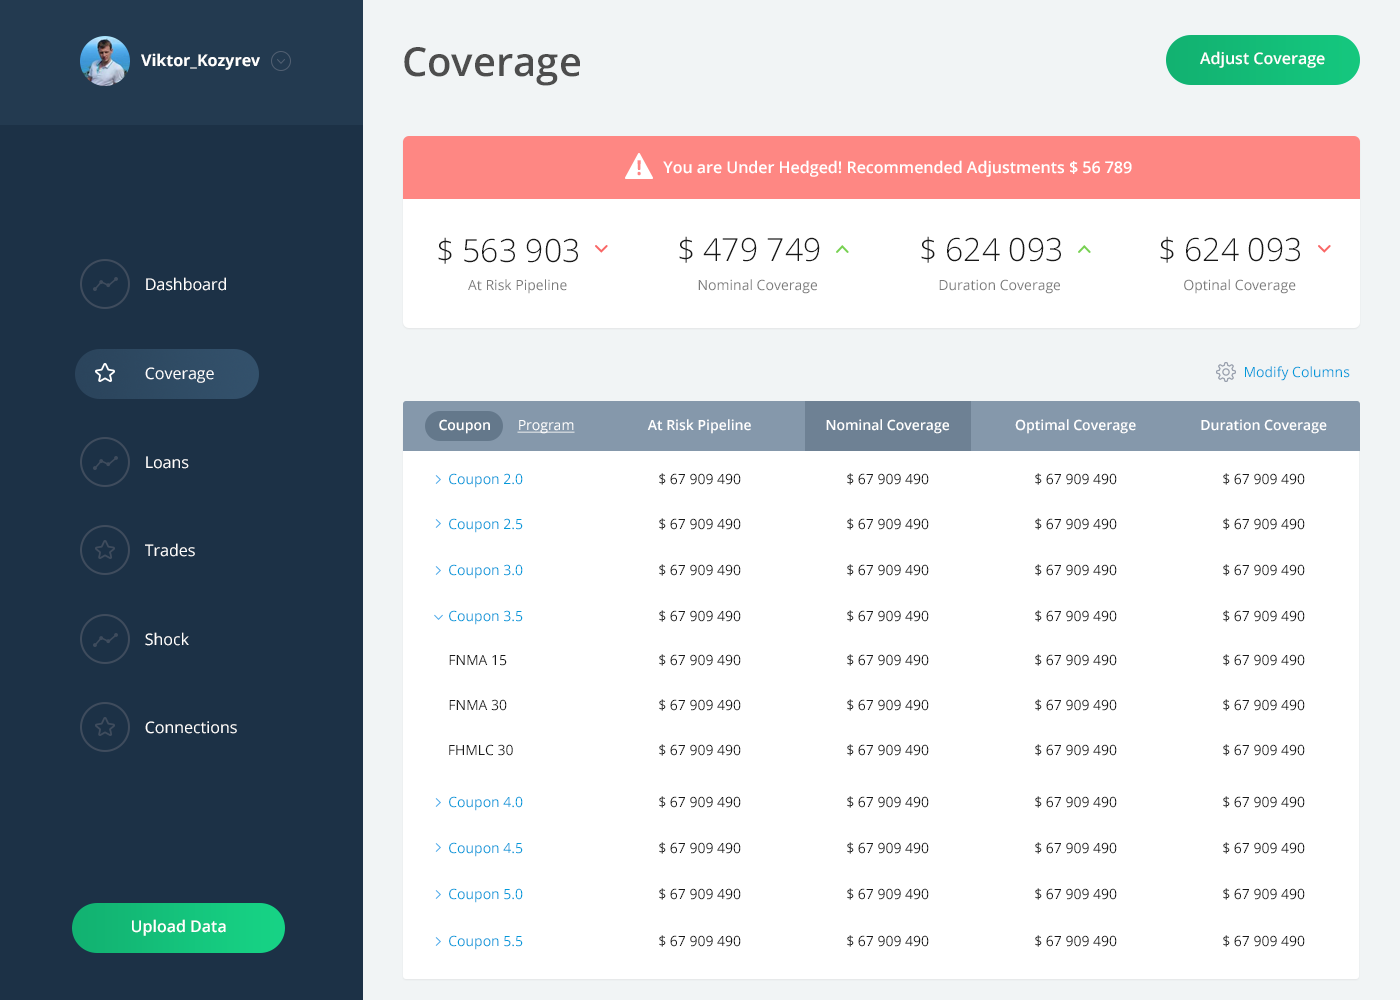 Viktor_Kozyrev
Dashboard
Coverage
Loans
Trades
Shock
Connections
Upload Data
Coverage
Adjust Coverage
You are Under Hedged! Recommended Adjustments $ 56 789
$ 563 903 $ 479 749 $ 624 093 $ 624 093
At Risk Pipeline Nominal Coverage Duration Coverage Optinal Coverage
Modify Columns
Coupon Program At Risk Pipeline Nominal Coverage Optimal Coverage Duration Coverage
Coupon 2.0 $ 67 909 490 $ 67 909 490 $ 67 909 490 $ 67 909 490
Coupon 2.5 $ 67 909 490 $ 67 909 490 $ 67 909 490 $ 67 909 490
Coupon 3.0 $ 67 909 490 $ 67 909 490 $ 67 909 490 $ 67 909 490
Coupon 3.5 $ 67 909 490 $ 67 909 490 $ 67 909 490 $ 67 909 490
FNMA 15 $ 67 909 490 $ 67 909 490 $ 67 909 490 $ 67 909 490
FNMA 30 $ 67 909 490 $ 67 909 490 $ 67 909 490 $ 67 909 490
FHMLC 30 $ 67 909 490 $ 67 909 490 $ 67 909 490 $ 67 909 490
Coupon 4.0 $ 67 909 490 $ 67 909 490 $ 67 909 490 $ 67 909 490
Coupon 4.5 $ 67 909 490 $ 67 909 490 $ 67 909 490 $ 67 909 490
Coupon 5.0 $ 67 909 490 $ 67 909 490 $ 67 909 490 $ 67 909 490
Coupon 5.5 $ 67 909 490 $ 67 909 490 $ 67 909 490 $ 67 909 490